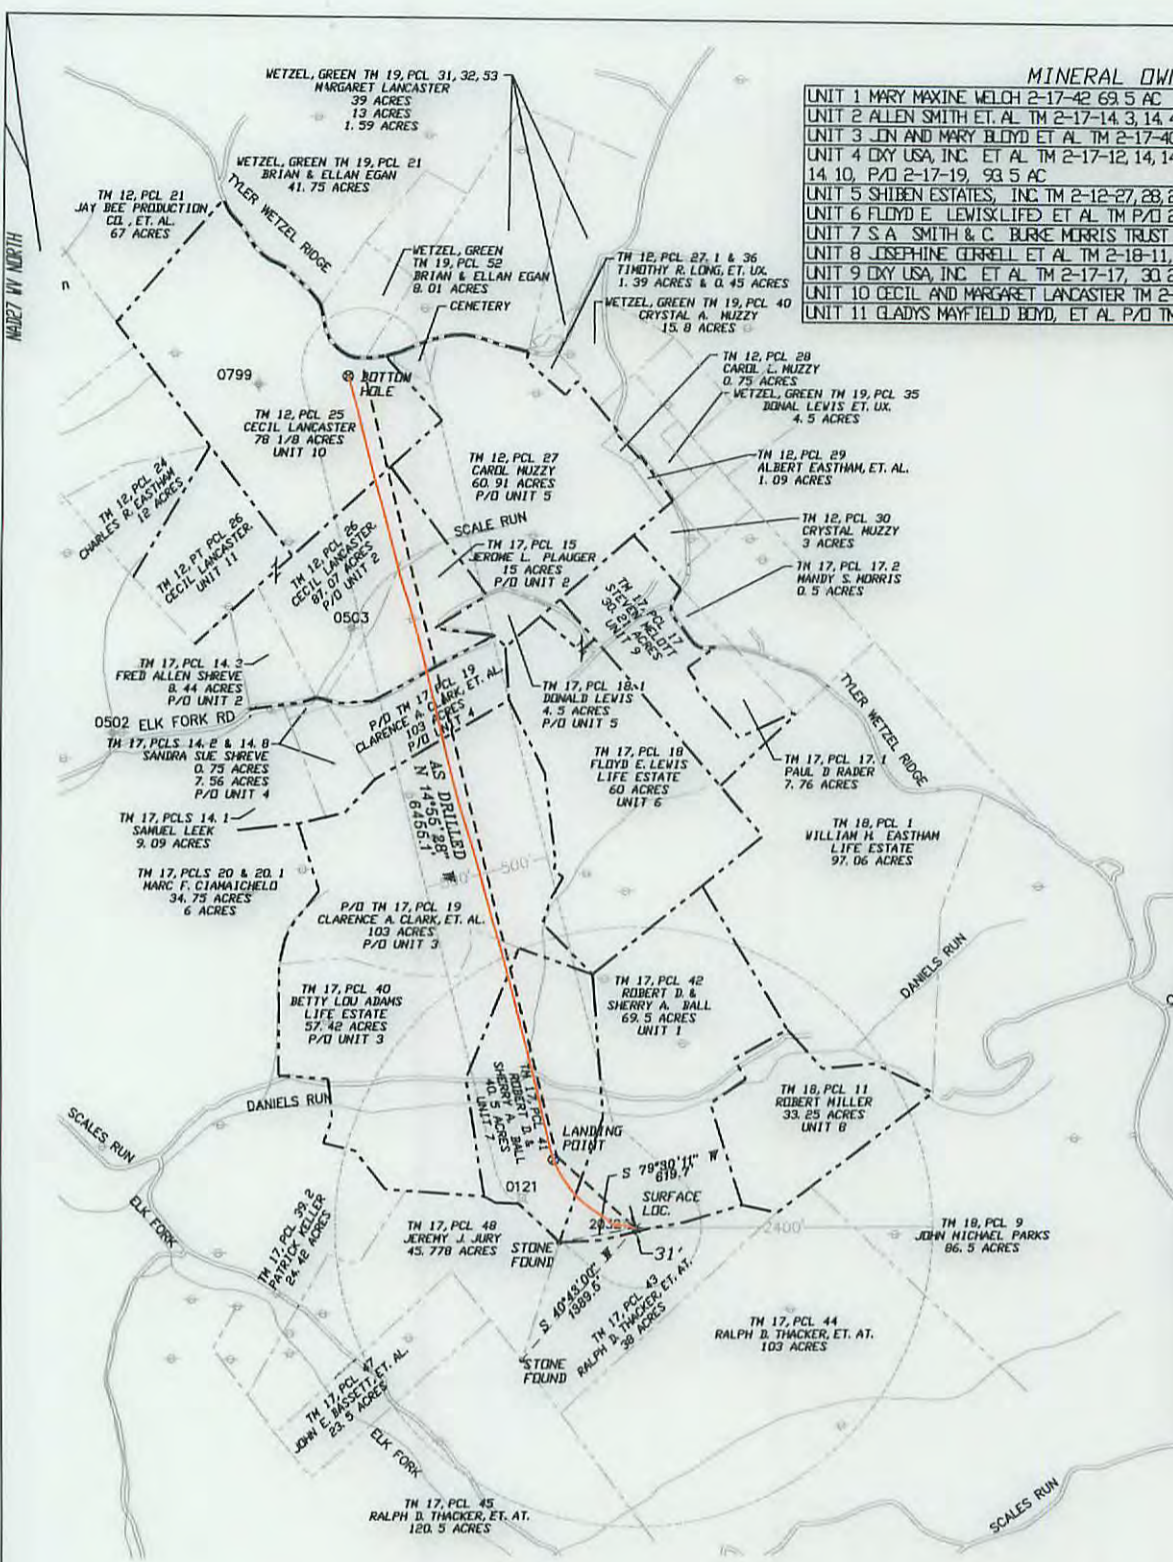 WETZEL, GREEN TM 19, PCL 31, 32, 53
MARGARET LANCASTER
39 ACRES
13 ACRES
1. 59 ACRES
MINERAL OW
UNIT 1 MARY MAXINE WELCH 2-17-42 69.5 AC
UNIT 2 ALLEN SMITH ET. AL TM 2-17-14. 3, 14.
UNIT 3 JON AND MARY BLOYD ET AL TM 2-17-40
UNIT 4 OXY USA, INC ET AL TM 2-17-12, 14, 14
14. 10, P/O 2-17-19, 93.5 AC
UNIT 5 SHIBEN ESTATES, INC TM 2-12-27, 28,
UNIT 6 FLOYD E. LEWIS(LIFE) ET AL TM P/O 2
UNIT 7 S.A. SMITH & C. BURKE MORRIS TRUST
UNIT 8 JOSEPHINE GORRELL ET AL TM 2-18-11,
UNIT 9 OXY USA, INC ET AL TM 2-17-17, 30.
UNIT 10 CECIL AND MARGARET LANCASTER TM 2-
UNIT 11 GLADYS MAYFIELD BOYD, ET AL P/O TM
NAD27 WV NORTH
WETZEL, GREEN TM 19, PCL 21
BRIAN & ELLAN EGAN
41. 75 ACRES
TM 12, PCL 21
JAY BEE PRODUCTION
CO., ET. AL.
67 ACRES
TYLER WETZEL RIDGE
WETZEL, GREEN
TM 19, PCL 52
BRIAN & ELLAN EGAN
8. 01 ACRES
CEMETERY
TM 12, PCL 27. 1 & 36
TIMOTHY R. LONG, ET. UX.
1. 39 ACRES & 0. 45 ACRES
WETZEL, GREEN TM 19, PCL 40
CRYSTAL A. MUZZY
15. 8 ACRES
n
0799
BOTTOM
HOLE
TM 12, PCL 28
CAROL L. MUZZY
0. 75 ACRES
WETZEL, GREEN TM 19, PCL 35
DONAL LEWIS ET. UX.
4. 5 ACRES
TM 12, PCL 25
CECIL LANCASTER
78 1/8 ACRES
UNIT 10
TM 12, PCL 27
CAROL MUZZY
60. 91 ACRES
P/O UNIT 5
TM 12, PCL 29
ALBERT EASTHAM, ET. AL.
1. 09 ACRES
TM 12, PCL 24
CHARLES R. EASTHAM
12 ACRES
TM 12, PT. PCL 26
CECIL LANCASTER
UNIT 11
TM 12, PCL 26
CECIL LANCASTER
87. 07 ACRES
P/O UNIT 2
SCALE RUN
TM 17, PCL 15
JEROME L. PLAUGER
15 ACRES
P/O UNIT 2
TM 12, PCL 30
CRYSTAL MUZZY
3 ACRES
TM 17, PCL 17. 2
MANDY S. MORRIS
0. 5 ACRES
TM 17, PCL 17
STEVEN MELOTT
30. 21 ACRES
UNIT 9
0503
TM 17, PCL 14. 3
FRED ALLEN SHREVE
8. 44 ACRES
P/O UNIT 2
0502 ELK FORK RD
P/O TM 17, PCL 19
CLARENCE A. CLARK, ET. AL.
103 ACRES
P/O UNIT 4
TM 17, PCL 18. 1
DONALD LEWIS
4. 5 ACRES
P/O UNIT 5
TYLER WETZEL RIDGE
TM 17, PCLS 14. 2 & 14. 8
SANDRA SUE SHREVE
0. 75 ACRES
7. 56 ACRES
P/O UNIT 4
TM 17, PCL 18
FLOYD E. LEWIS
LIFE ESTATE
60 ACRES
UNIT 6
TM 17, PCL 17. 1
PAUL D RADER
7. 76 ACRES
AS DRILLED
N 14°55'28" W
6455.1'
TM 17, PCLS 14. 1
SAMUEL LEEK
9. 09 ACRES
TM 18, PCL 1
WILLIAM H. EASTHAM
LIFE ESTATE
97. 06 ACRES
TM 17, PCLS 20 & 20. 1
MARC F. CIAMAICHELO
34. 75 ACRES
6 ACRES
500'
500'
P/O TM 17, PCL 19
CLARENCE A. CLARK, ET. AL.
103 ACRES
P/O UNIT 3
DANIELS RUN
TM 17, PCL 40
BETTY LOU ADAMS
LIFE ESTATE
57. 42 ACRES
P/O UNIT 3
TM 17, PCL 42
ROBERT D. &
SHERRY A. BALL
69. 5 ACRES
UNIT 1
TM 17, PCL 41
ROBERT D. &
SHERRY A. BALL
40. 5 ACRES
UNIT 7
TM 18, PCL 11
ROBERT MILLER
33. 25 ACRES
UNIT 8
DANIELS RUN
SCALES RUN
LANDING
POINT
S 79°30'11" W
619.7'
0121
SURFACE
LOC.
ELK FORK
TM 17, PCL 39. 2
PATRICK KELLER
24. 42 ACRES
TM 17, PCL 48
JEREMY J. JURY
45. 778 ACRES
STONE
FOUND
31'
2400'
TM 18, PCL 9
JOHN MICHAEL PARKS
86. 5 ACRES
S 40°43'00" W
1389.6'
TM 17, PCL 43
RALPH D. THACKER, ET. AT.
38 ACRES
TM 17, PCL 44
RALPH D. THACKER, ET. AT.
103 ACRES
STONE
FOUND
TM 17, PCL 47
JOHN E. BASSETT, ET. AL.
23. 5 ACRES
ELK FORK
TM 17, PCL 45
RALPH D. THACKER, ET. AT.
120. 5 ACRES
SCALES RUN